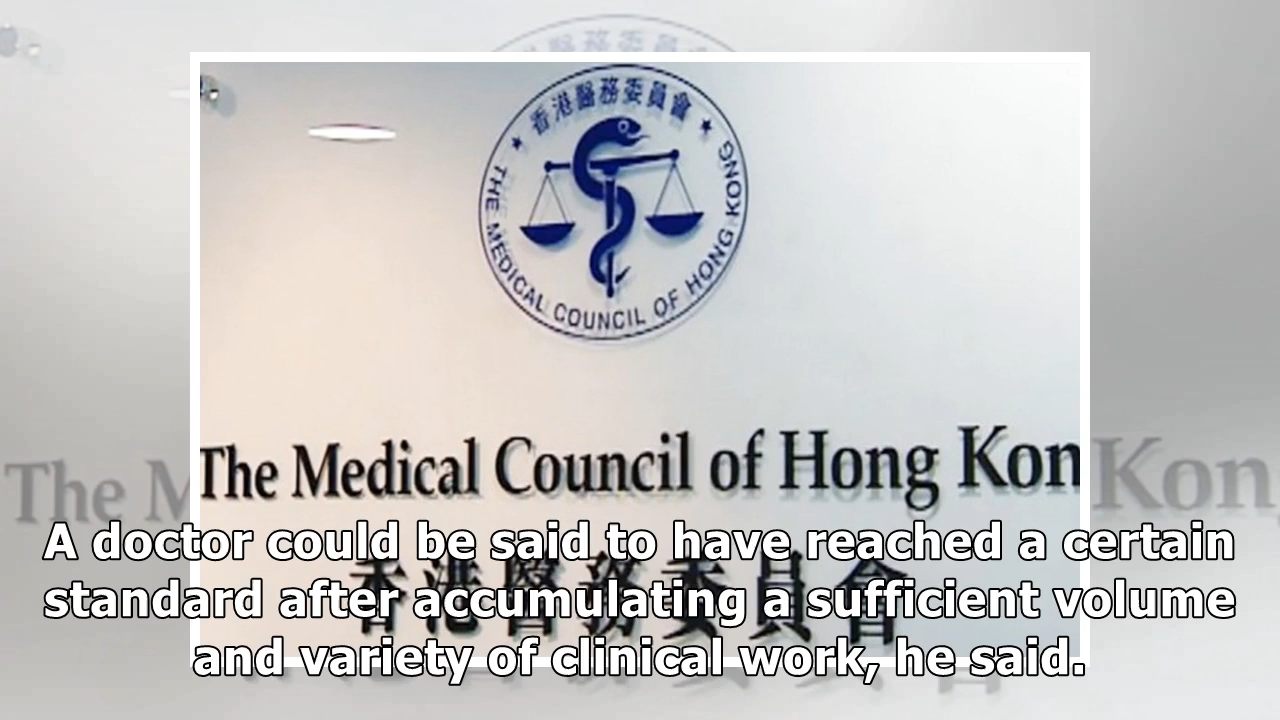 香港醫務委員會
THE MEDICAL COUNCIL OF HONG KONG
The Medical Council of Hong Kon
香港醫務委員會
A doctor could be said to have reached a certain
standard after accumulating a sufficient volume
and variety of clinical work, he said.